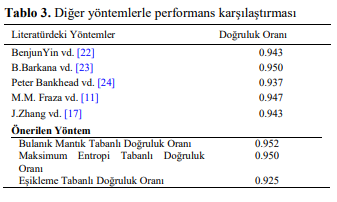 Tablo 3. Diğer yöntemlerle performans karşılaştırması
Literatürdeki Yöntemler Doğruluk Oranı
BenjunYin vd. [22] 0.943
B.Barkana vd. [23] 0.950
Peter Bankhead vd. [24] 0.937
M.M. Fraza vd. [11] 0.947
J.Zhang vd. [17] 0.943
Önerilen Yöntem
Bulanık Mantık Tabanlı Doğruluk Oranı 0.952
Maksimum Entropi Tabanlı Doğruluk 0.950
Oranı
Eşikleme Tabanlı Doğruluk Oranı 0.925